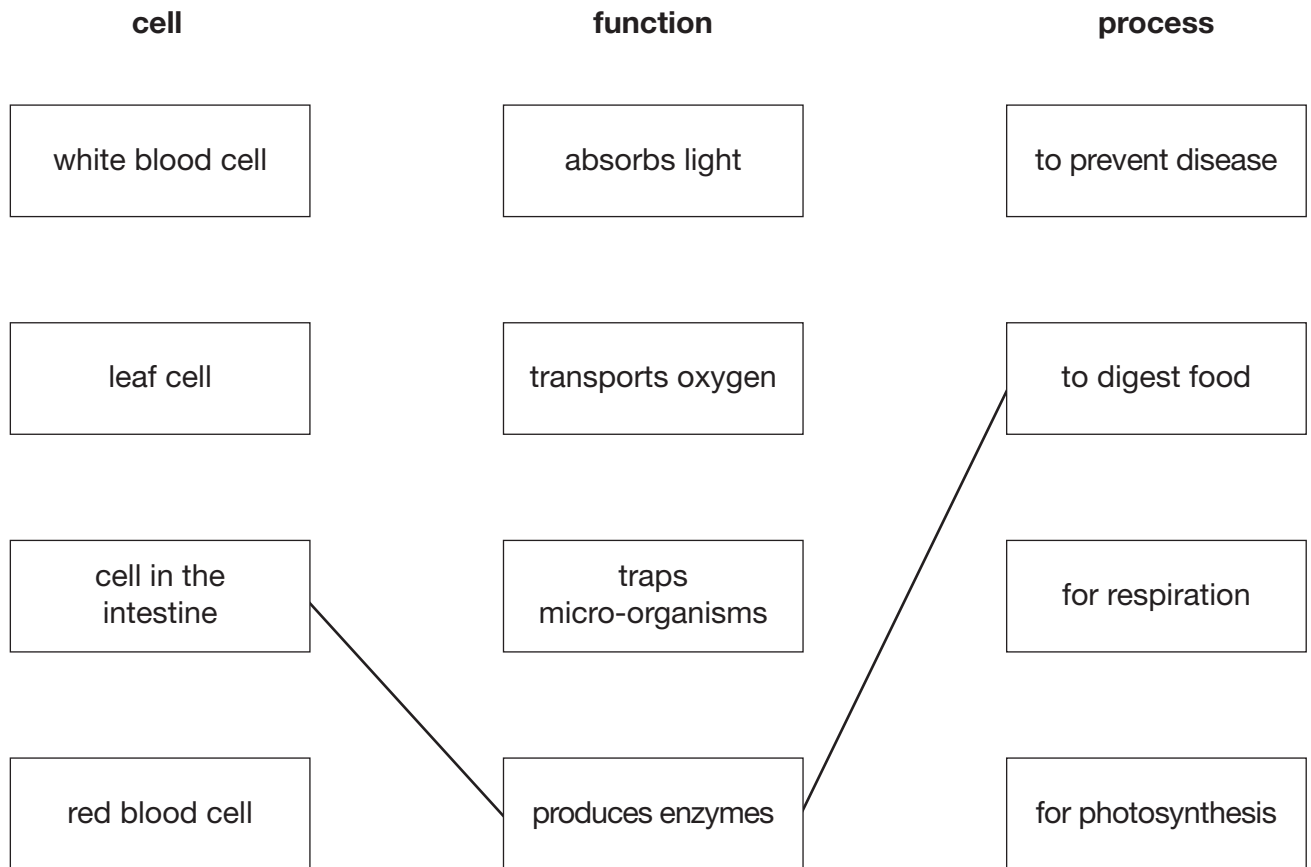 cell function process
white blood cell absorbs light to prevent disease
leaf cell transports oxygen to digest food
cell in the
intestine
traps
micro-organisms
for respiration
red blood cell produces enzymes for photosynthesis